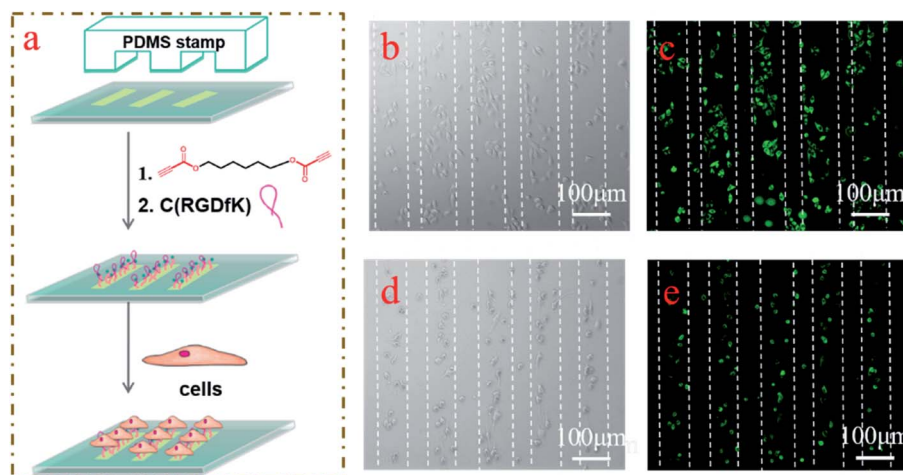 a
PDMS stamp
1.
O
O
O
O
2. C(RGDfK)
cells
b
100μm
c
100μm
d
100μm
e
100μm